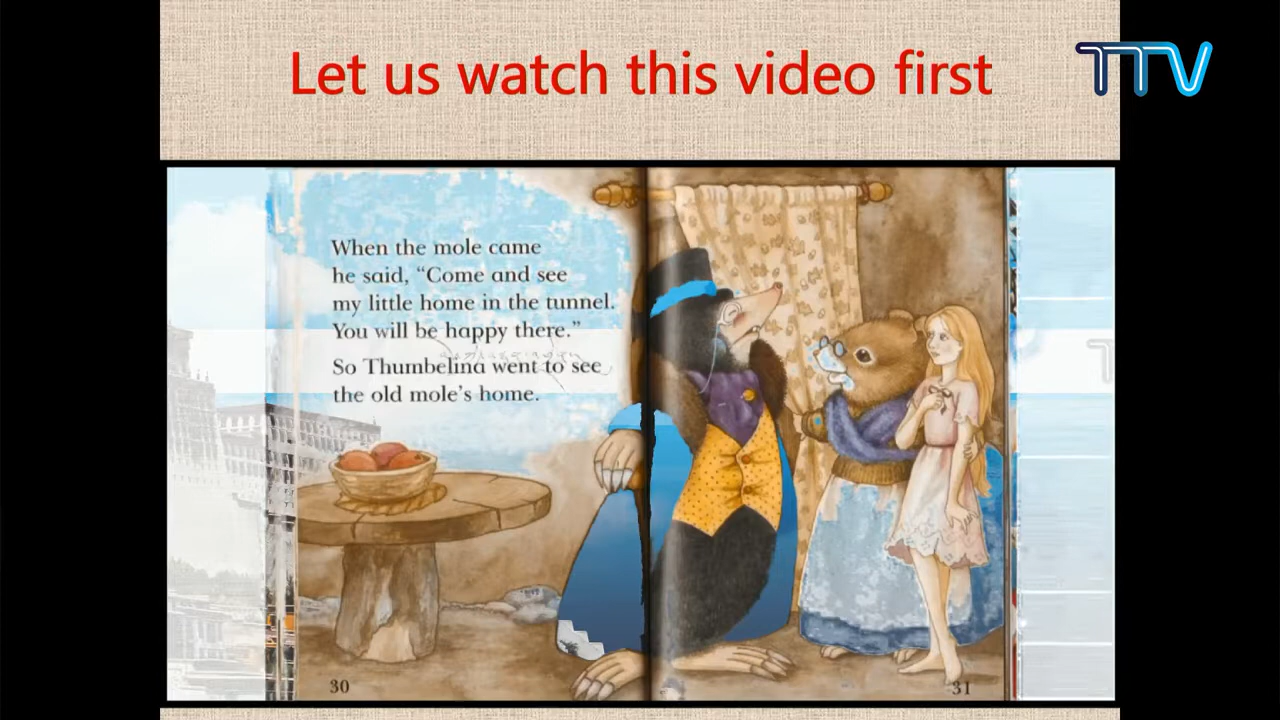 Let us watch this video first
TTV
When the mole came
he said, “Come and see
my little home in the tunnel.
You will be happy there.”
So Thumbelina went to see
the old mole’s home.
30
31